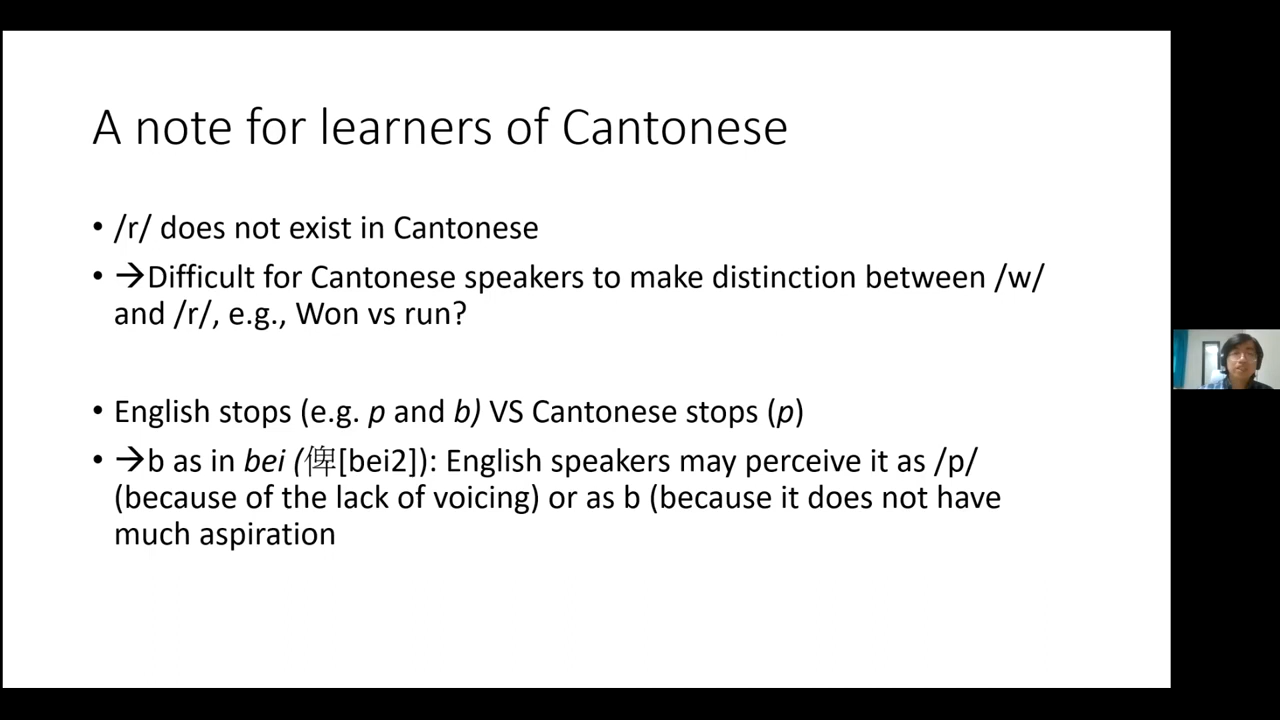 A note for learners of Cantonese
• /r/ does not exist in Cantonese
• →Difficult for Cantonese speakers to make distinction between /w/
and /r/, e.g., Won vs run?
• English stops (e.g. p and b) VS Cantonese stops (p)
• →b as in bei (俾[bei2]): English speakers may perceive it as /p/
(because of the lack of voicing) or as b (because it does not have
much aspiration